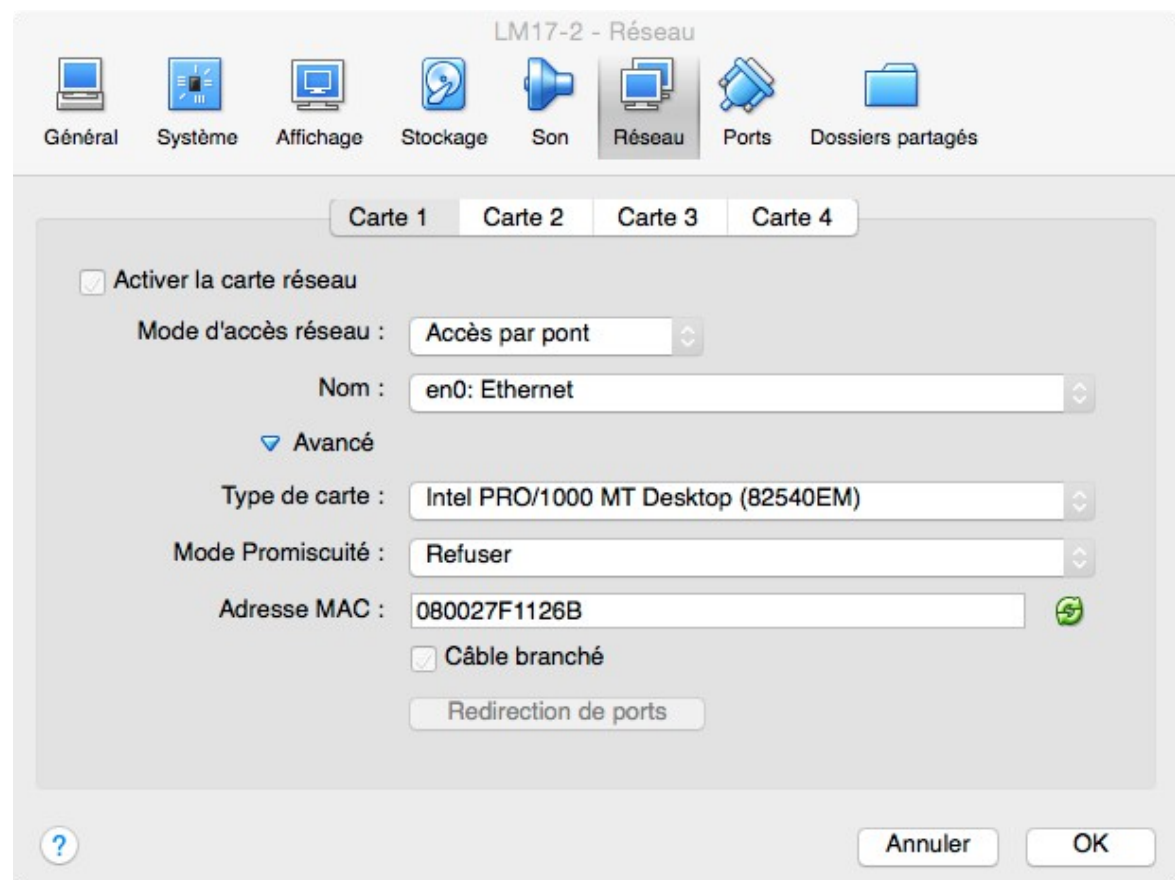 LM17-2 - Réseau
Général Système Affichage Stockage Son Réseau Ports Dossiers partagés
Carte 1 Carte 2 Carte 3 Carte 4
Activer la carte réseau
Mode d'accès réseau : Accès par pont
Nom : en0: Ethernet
Avancé
Type de carte : Intel PRO/1000 MT Desktop (82540EM)
Mode Promiscuité : Refuser
Adresse MAC : 080027F1126B
Câble branché
Redirection de ports
? Annuler OK